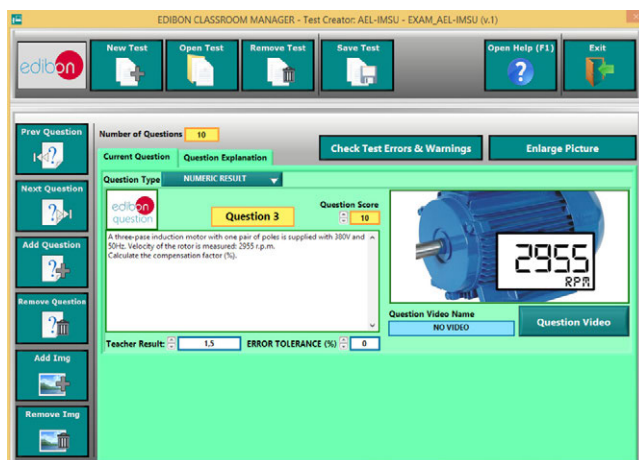 EDIBON CLASSROOM MANAGER - Test Creator: AEL-IMSU - EXAM_AEL-IMSU (v.1)
edibon
New Test
Open Test
Remove Test
Save Test
Open Help (F1)
Exit
Prev Question
Next Question
Add Question
Remove Question
Add Img
Remove Img
Number of Questions 10
Check Test Errors & Warnings
Enlarge Picture
Current Question
Question Explanation
Question Type NUMERIC RESULT
edibon
question
Question 3
Question Score
10
A three-pase induction motor with one pair of poles is supplied with 380V and
50Hz. Velocity of the rotor is measured: 2955 r.p.m.
Calculate the compensation factor (%).
2955
RPM
Question Video Name
NO VIDEO
Question Video
Teacher Result: 1,5 ERROR TOLERANCE (%) 0